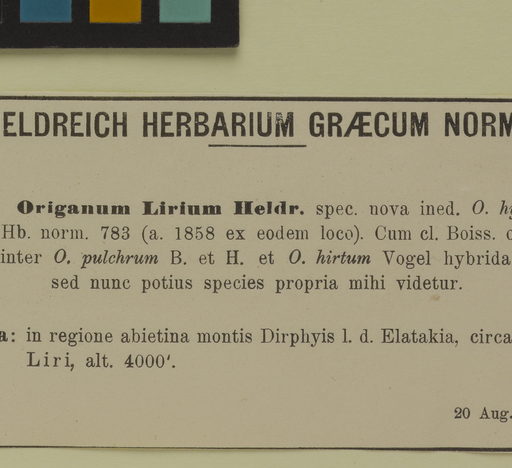 ELDREICH HERBARIUM GRÆCUM NORM
Origanum Lirium Heldr. spec. nova ined. O. hy
Hb. norm. 783 (a. 1858 ex eodem loco). Cum cl. Boiss. o
inter O. pulchrum B. et H. et O. hirtum Vogel hybrida
sed nunc potius species propria mihi videtur.
a: in regione abietina montis Dirphyis l. d. Elatakia, circa
Liri, alt. 4000'.
20 Aug.